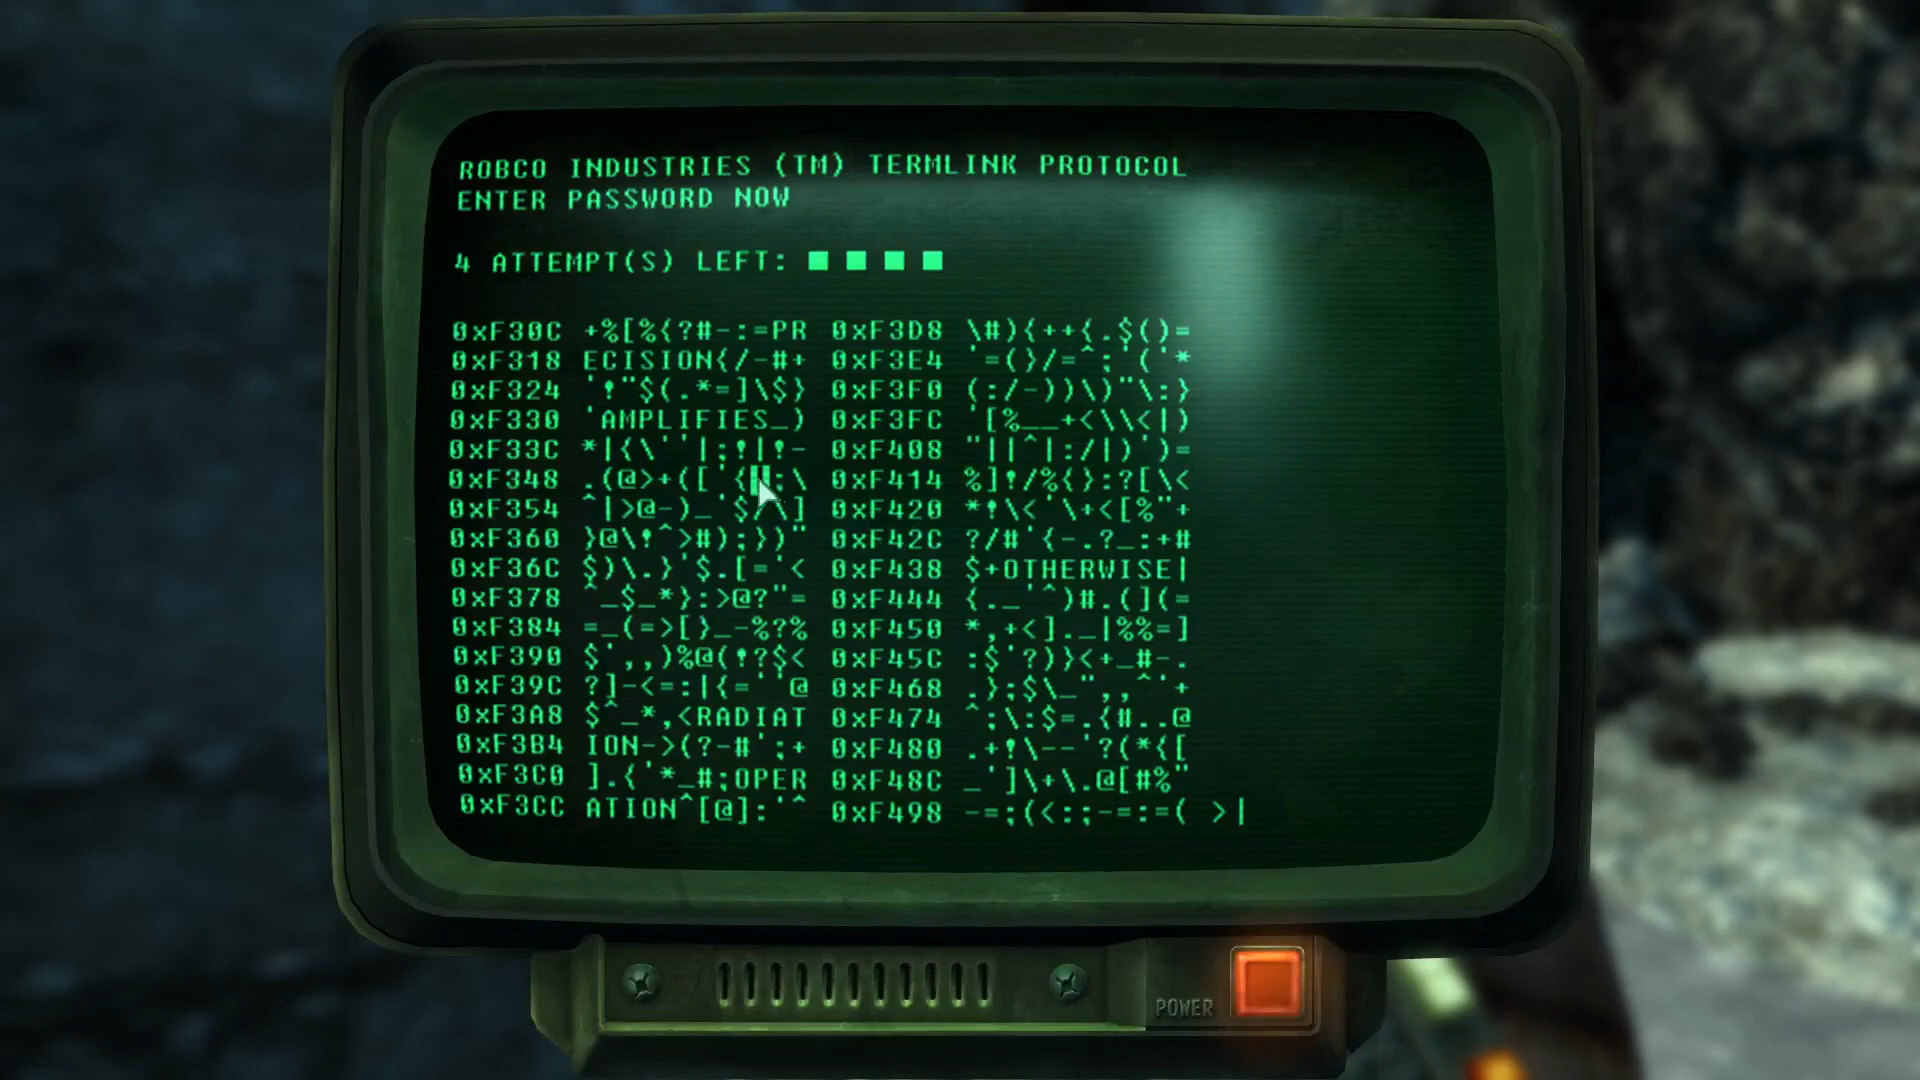 ROBCO INDUSTRIES (TM) TERMLINK PROTOCOL
ENTER PASSWORD NOW
4 ATTEMPT(S) LEFT: ■ ■ ■ ■
0xF30C +%[%{?#-:=PR 0xF3D8 \#){++{.$()=
0xF318 ECISION{/-#+ 0xF3E4 '=()/=^;'('*
0xF324 '!"$(.*=]\$} 0xF3F0 (:/-))\)"\:}
0xF330 'AMPLIFIES_) 0xF3FC '[%__+<\\<|)
0xF33C *|{\''|;!|!- 0xF408 "||^|:/|)')=
0xF348 .(@>+(['{ :\ 0xF414 %]!/%{}:?[\<
0xF354 ^|>@-)_'$/\] 0xF420 *!\<'\+<[%"+
0xF360 }@\!^>#);})" 0xF42C ?/#'{-.?_:+#
0xF36C $)\.}'$.[='< 0xF438 $+OTHERWISE|
0xF378 ^_$_*}:>@?"= 0xF444 {._'^)#.(](=
0xF384 =_(=>[}_-%?% 0xF450 *,+<]._|%%=]
0xF390 $',,)%@(!?$< 0xF45C :$'?)}<+_#-.
0xF39C ?]-<=:|{=''@ 0xF468 .};$\_",,^'+
0xF3A8 $^_*,<RADIAT 0xF474 ^;\:$=.{#..@
0xF3B4 ION->(?-#';+ 0xF480 .+!\--'?(*{[
0xF3C0 ].{'*_#;OPER 0xF48C _']\+\.@[#%"
0xF3CC ATION^[@]:'^ 0xF498 -=;(<:;-=:=( >|
POWER